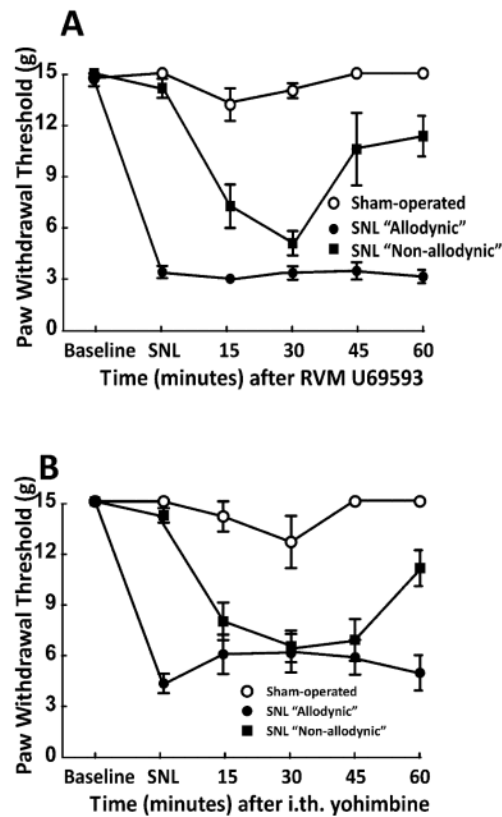 A
Paw Withdrawal Threshold (g)
15
12
9
6
3
0
Sham-operated
SNL "Allodynic"
SNL "Non-allodynic"
Baseline SNL 15 30 45 60
Time (minutes) after RVM U69593
B
Paw Withdrawal Threshold (g)
15
12
9
6
3
0
Sham-operated
SNL "Allodynic"
SNL "Non-allodynic"
Baseline SNL 15 30 45 60
Time (minutes) after i.th. yohimbine